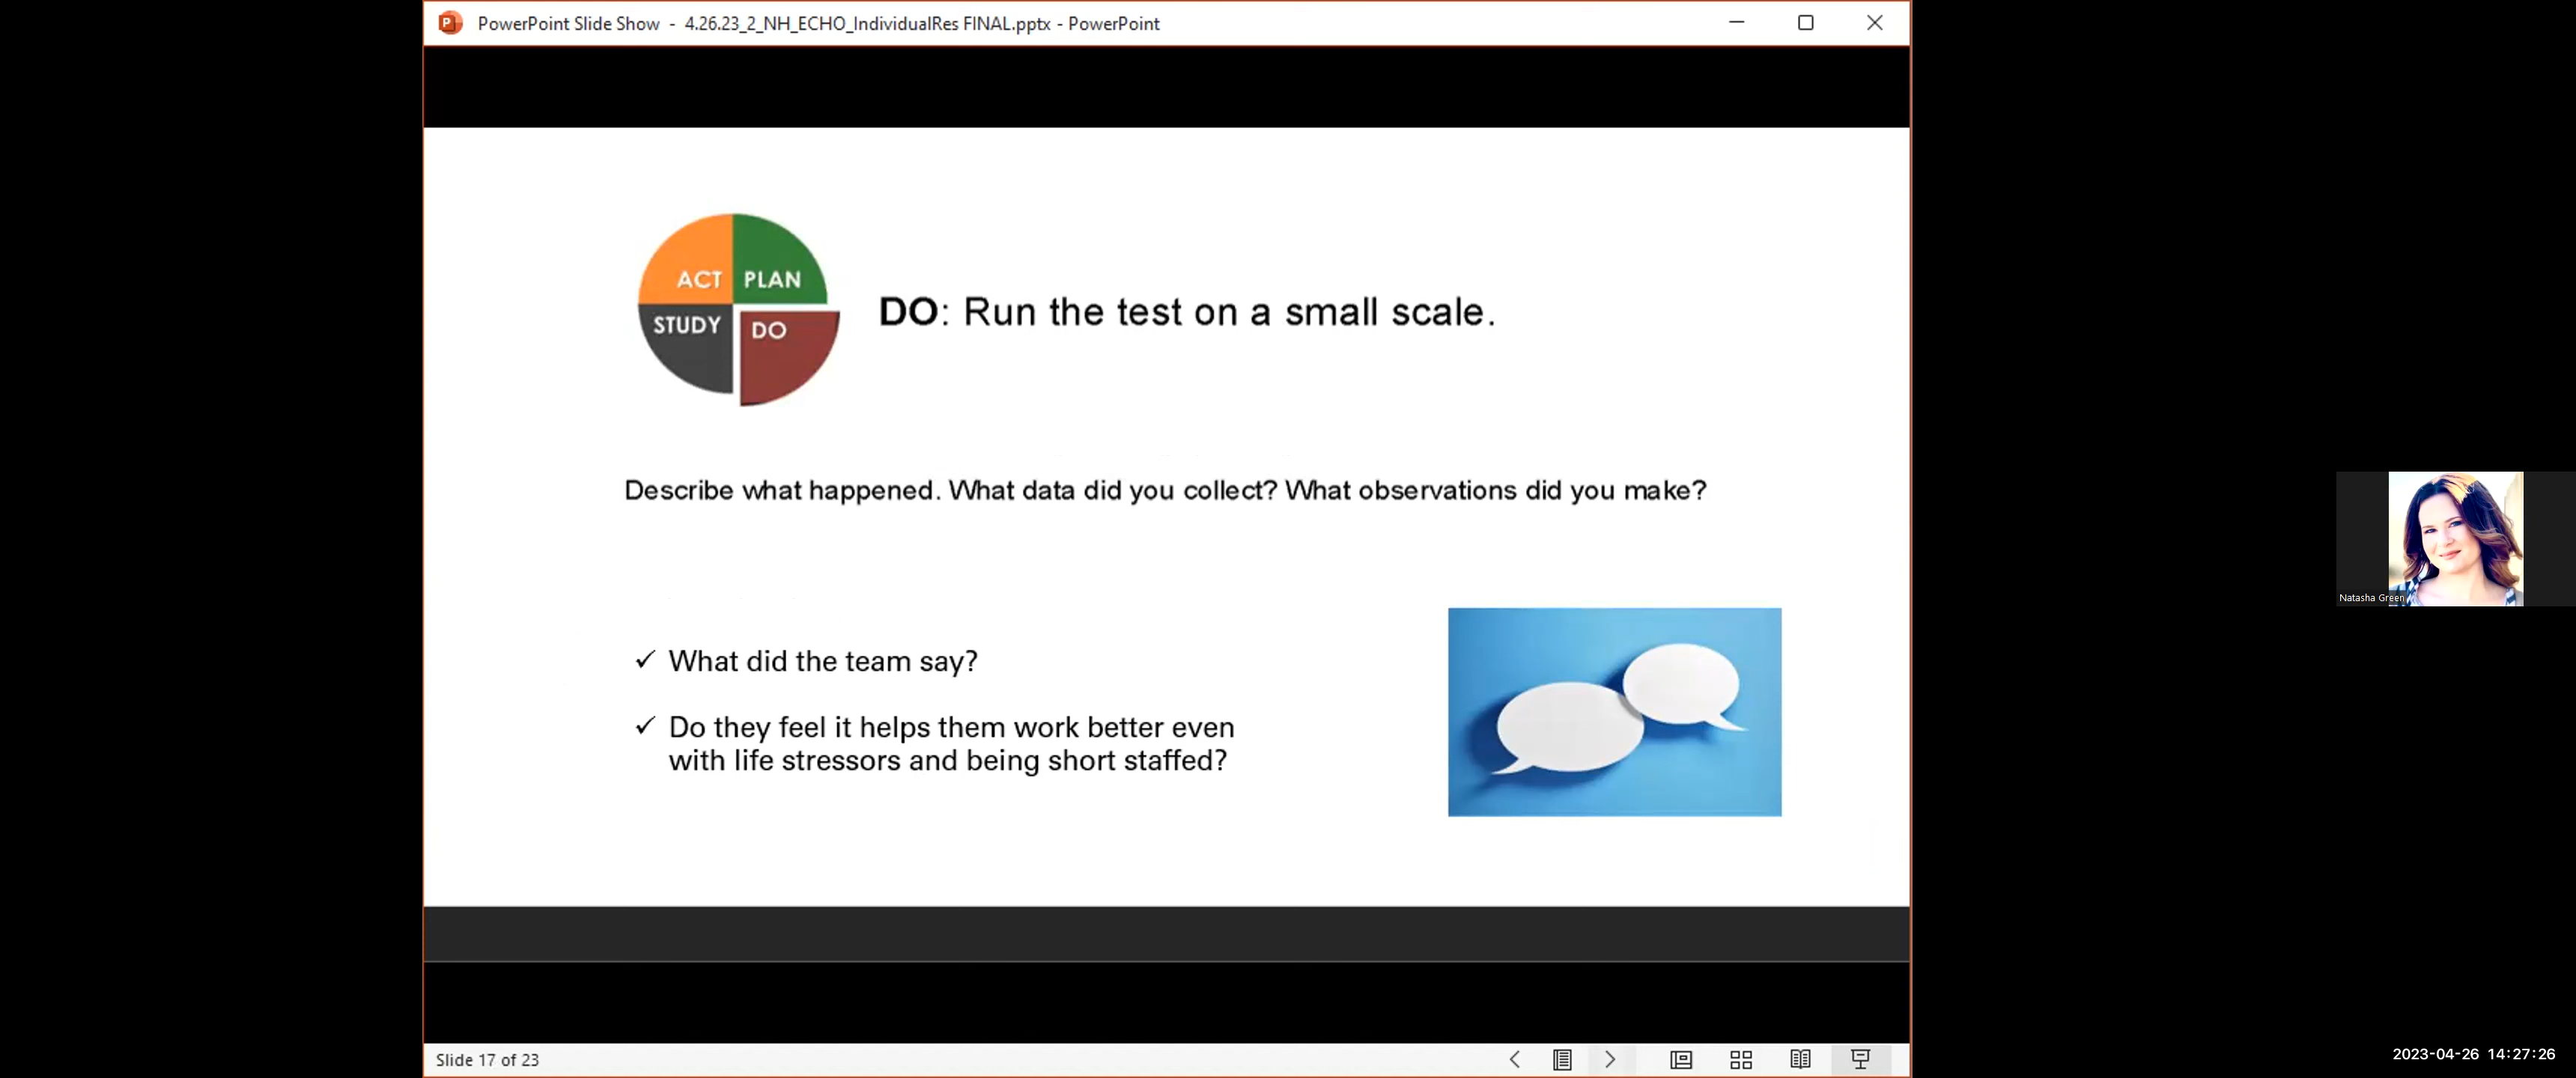 PowerPoint Slide Show - 4.26.23_2_NH_ECHO_IndividualRes FINAL.pptx - PowerPoint
ACT PLAN
STUDY DO
DO: Run the test on a small scale.
Describe what happened. What data did you collect? What observations did you make?
✓ What did the team say?
✓ Do they feel it helps them work better even
with life stressors and being short staffed?
Natasha Green
Slide 17 of 23
2023-04-26 14:27:26